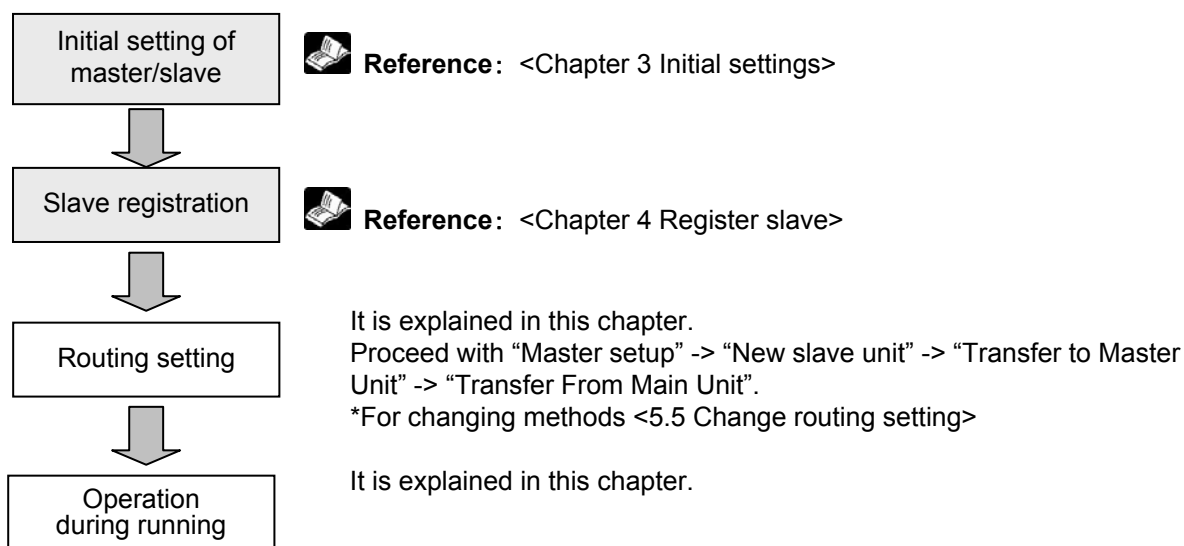 Initial setting of
master/slave
Reference: <Chapter 3 Initial settings>
Slave registration
Reference: <Chapter 4 Register slave>
Routing setting
It is explained in this chapter.
Proceed with “Master setup” -> “New slave unit” -> “Transfer to Master
Unit” -> “Transfer From Main Unit”.
*For changing methods <5.5 Change routing setting>
Operation
during running
It is explained in this chapter.